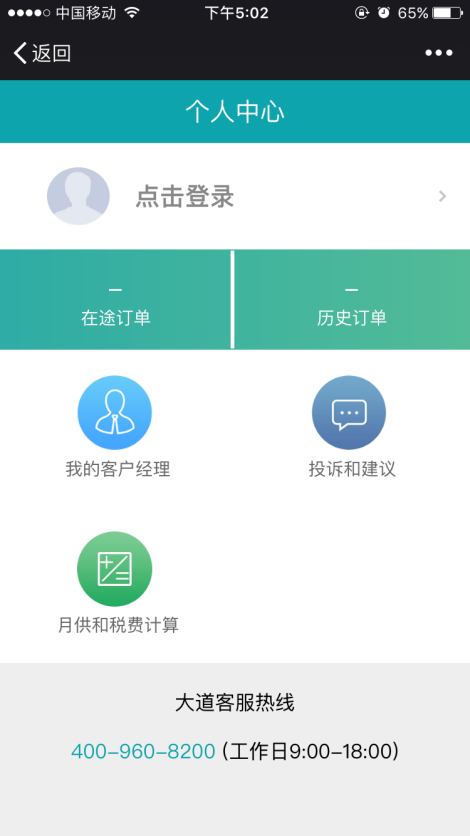 中国移动 下午5:02 65%
返回
个人中心
点击登录
— —
在途订单 历史订单
我的客户经理 投诉和建议
月供和税费计算
大道客服热线
400-960-8200 (工作日9:00-18:00)